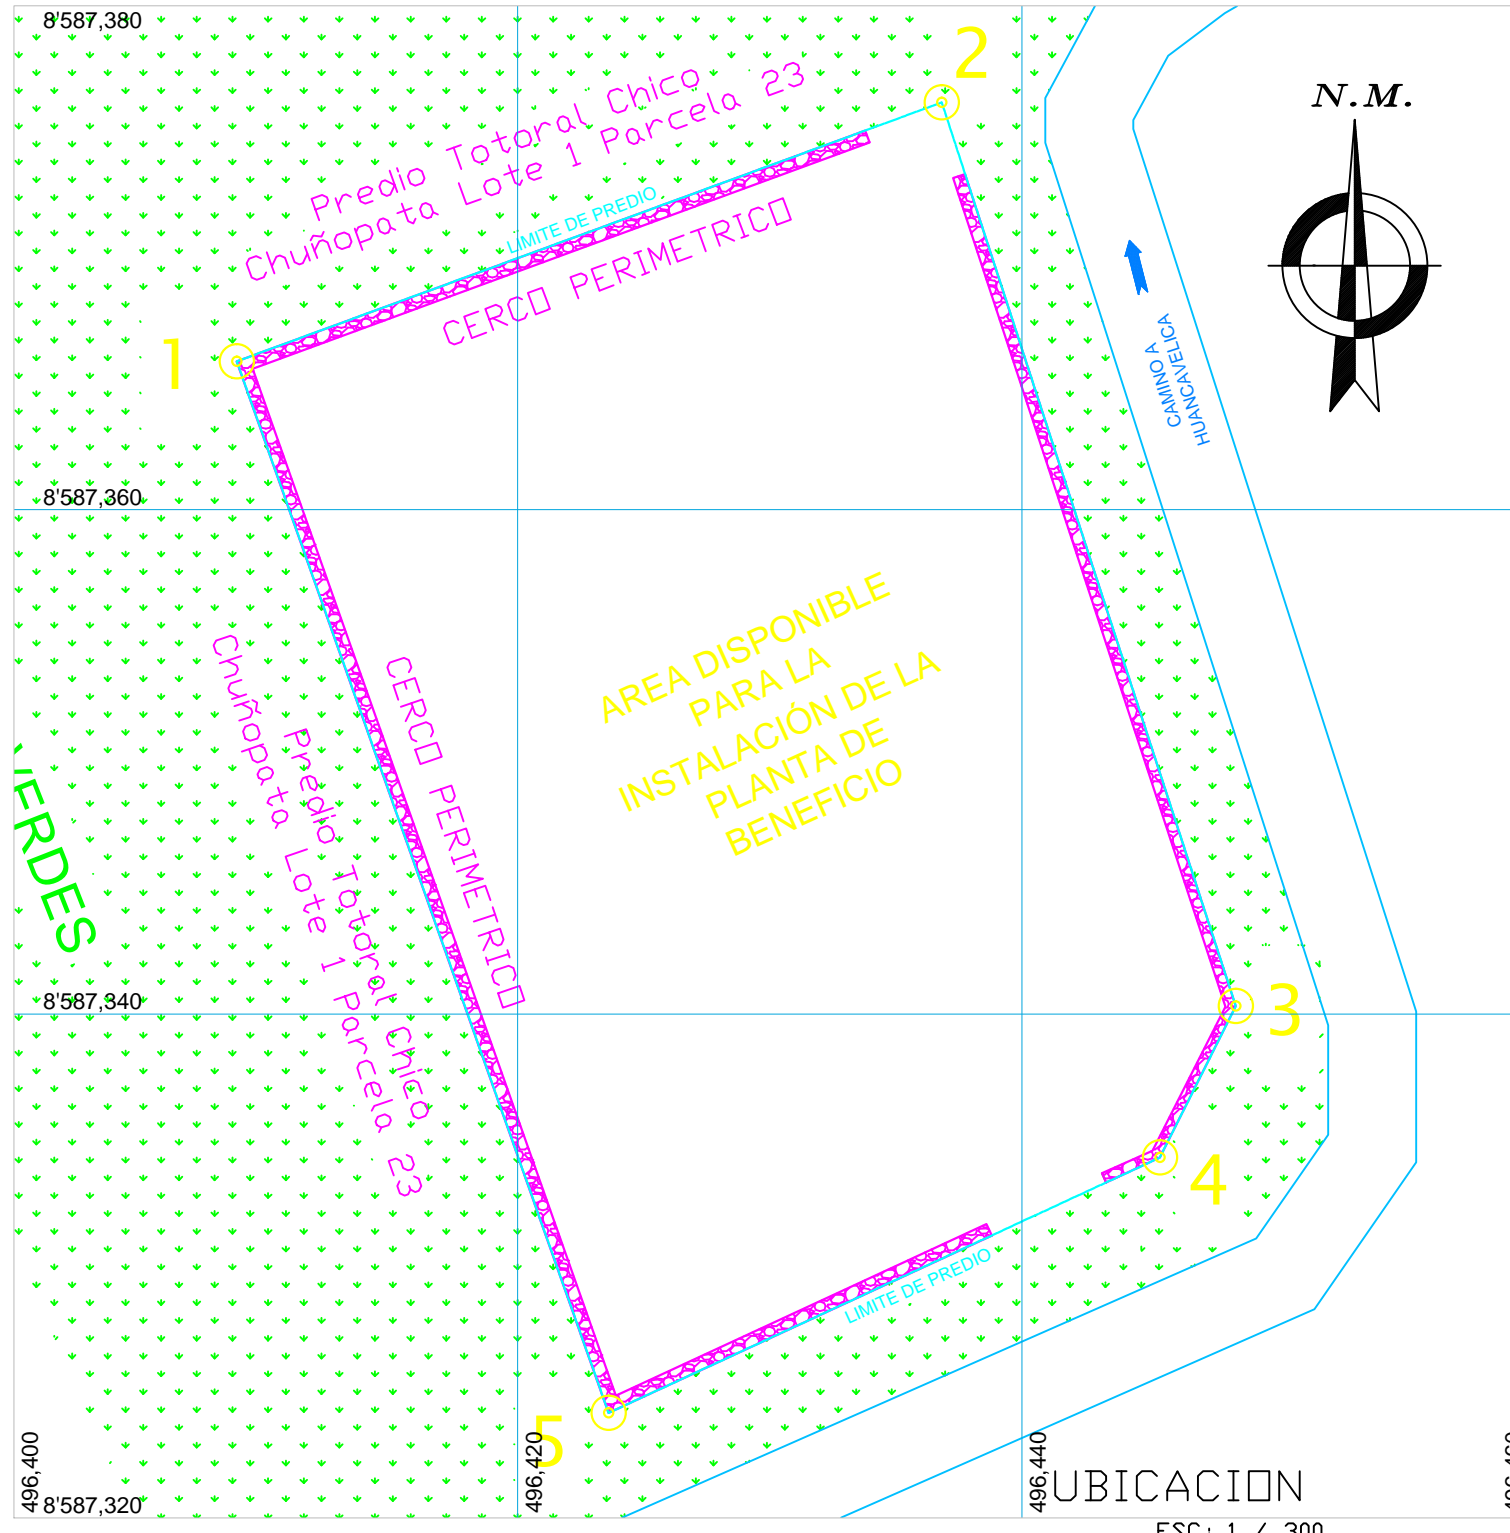 8'587,380
2
N.M.
Predio Totoral Chico
Chuñopata Lote 1 Parcela 23
LIMITE DE PREDIO
CERCO PERIMETRICO
1
CAMINO A
HUANCAVELICA
8'587,360
AREA DISPONIBLE
PARA LA
INSTALACIÓN DE LA
PLANTA DE
BENEFICIO
CERCO PERIMETRICO
Predio Totoral Chico
Chuñopata Lote 1 Parcela 23
VERDES
8'587,340
3
4
LIMITE DE PREDIO
5
496,400
496,420
496,440
8'587,320
UBICACION
ESC: 1 / 300